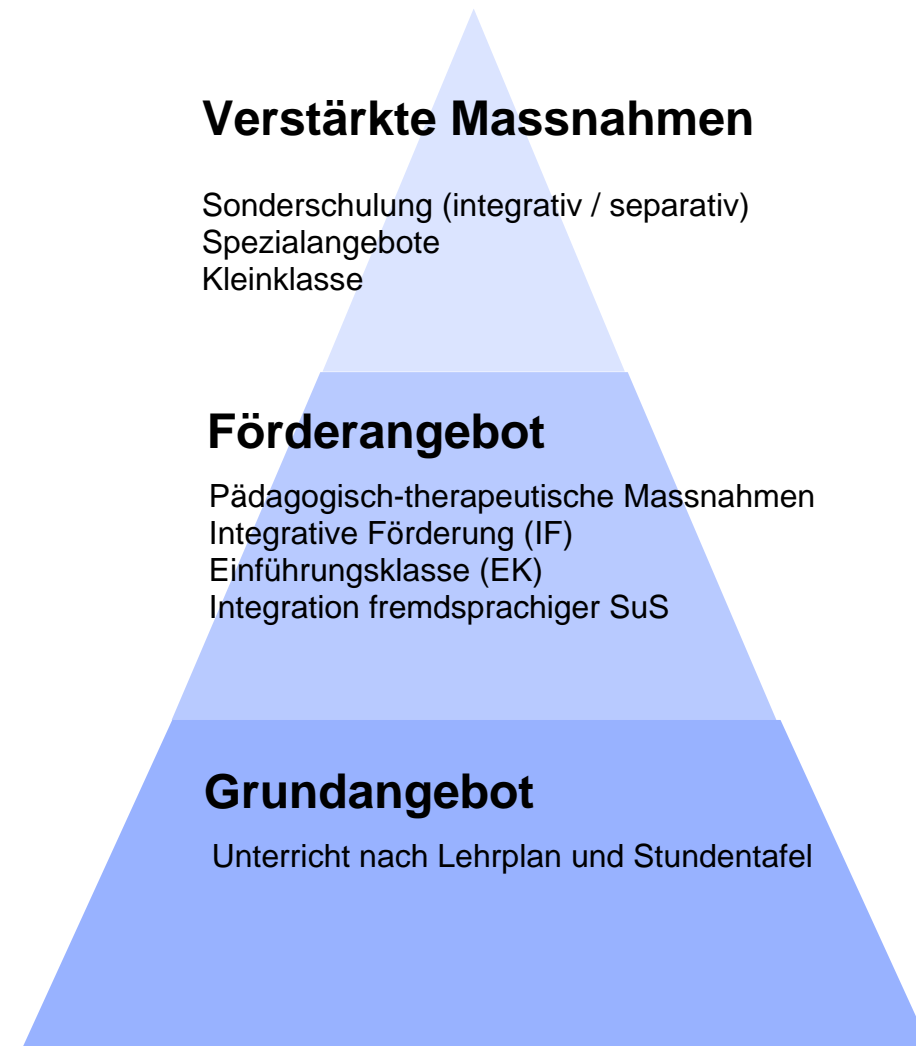 Verstärkte Massnahmen
Sonderschulung (integrativ / separativ)
Spezialangebote
Kleinklasse
Förderangebot
Pädagogisch-therapeutische Massnahmen
Integrative Förderung (IF)
Einführungsklasse (EK)
Integration fremdsprachiger SuS
Grundangebot
Unterricht nach Lehrplan und Stundentafel